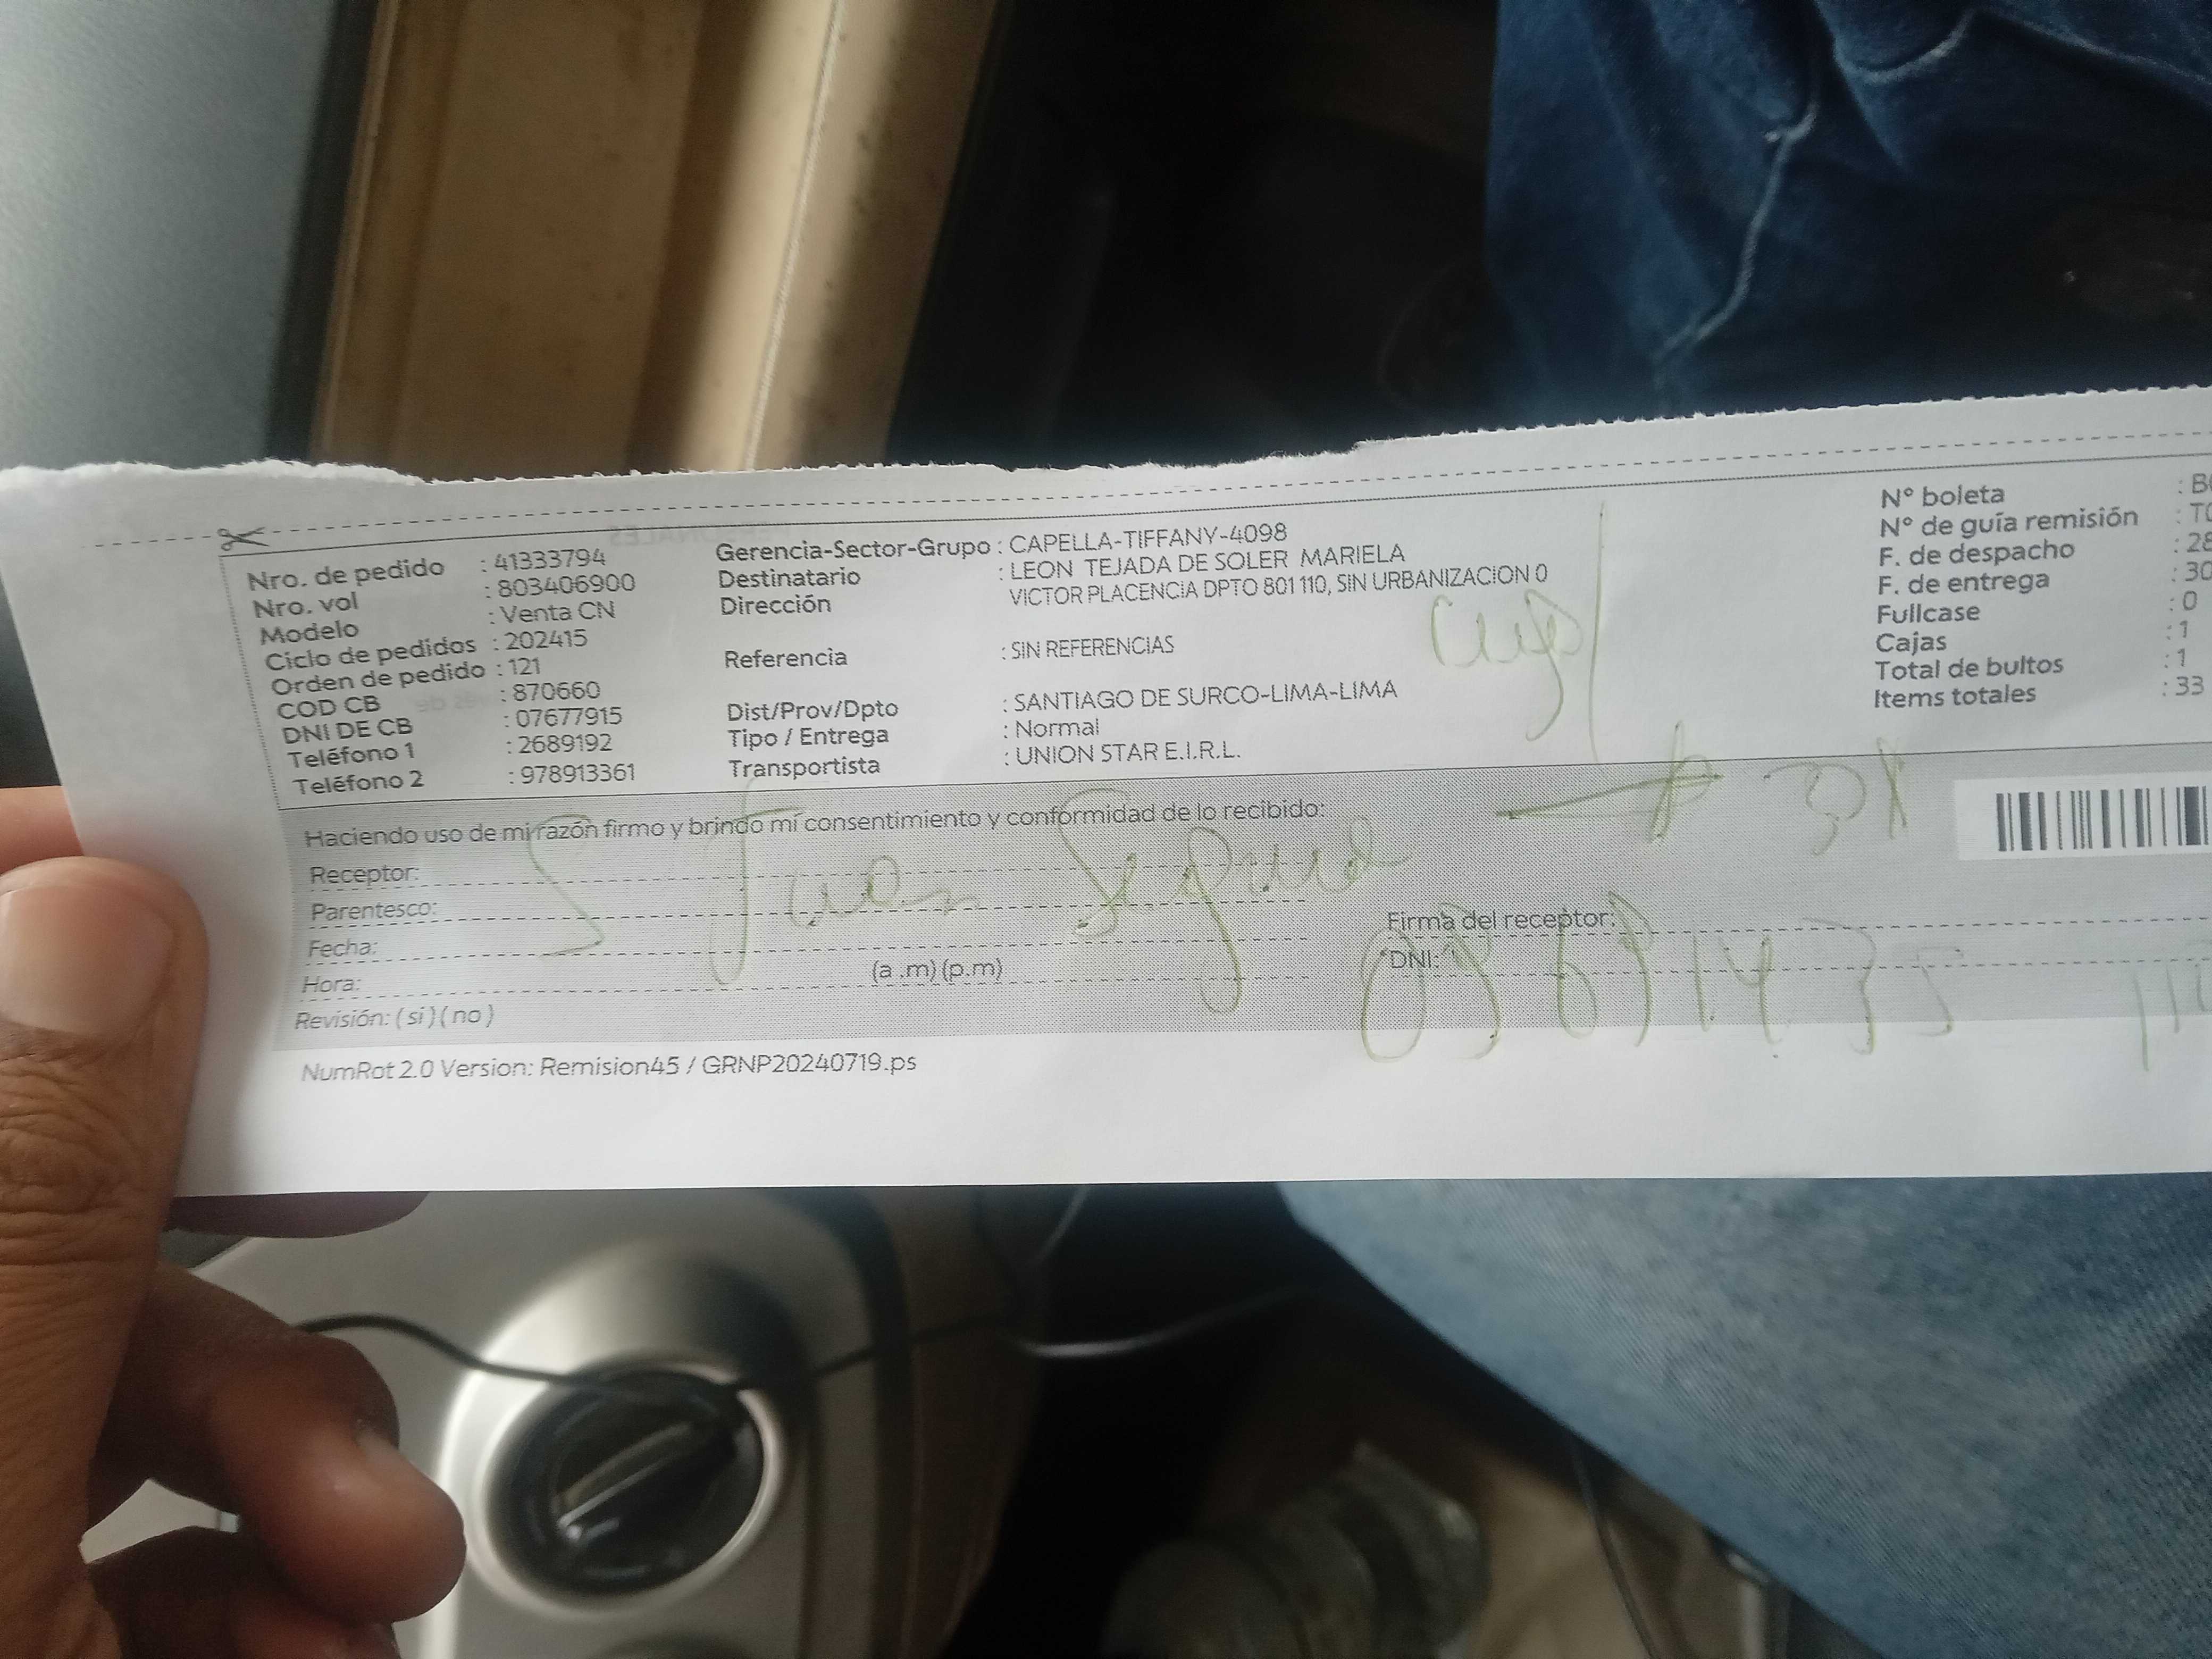 Nro. de pedido : 41333794
Nro. vol : 803406900
Modelo : Venta CN
Ciclo de pedidos : 202415
Orden de pedido : 121
COD CB : 870660
DNI DE CB : 07677915
Teléfono 1 : 2689192
Teléfono 2 : 978913361
Gerencia-Sector-Grupo : CAPELLA-TIFFANY-4098
Destinatario : LEON TEJADA DE SOLER MARIELA
Dirección VICTOR PLACENCIA DPTO 801 110, SIN URBANIZACION 0
Referencia : SIN REFERENCIAS
Dist/Prov/Dpto : SANTIAGO DE SURCO-LIMA-LIMA
Tipo / Entrega : Normal
Transportista : UNION STAR E.I.R.L.
N° boleta : B
N° de guía remisión : T
F. de despacho : 28
F. de entrega : 30
Fullcase : 0
Cajas : 1
Total de bultos : 1
Items totales : 33
Haciendo uso de mi razón firmo y brindo mi consentimiento y conformidad de lo recibido:
Receptor:
Parentesco:
Fecha:
Hora: (a .m) (p.m)
Revisión: ( si ) ( no )
S Juan
Firma del receptor:
DNI:
NumRot 2.0 Version: Remision45 / GRNP20240719.ps